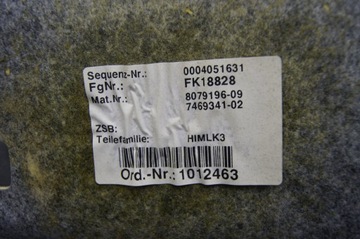 Sequenz-Nr.: 0004051631
FgNr.: FK18828
Mat.Nr.: 8079196-09
7469341-02
ZSB:
Teilefamilie: HIMLK3
Ord.-Nr.: 1012463